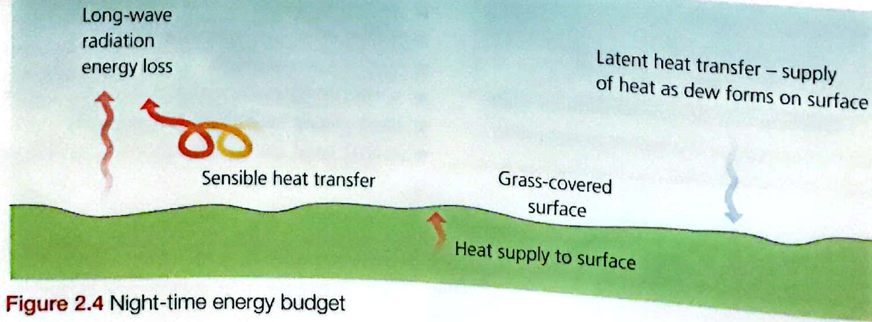 Long-wave
radiation
energy loss
Latent heat transfer – supply
of heat as dew forms on surface
Sensible heat transfer
Grass-covered
surface
Heat supply to surface
Figure 2.4 Night-time energy budget